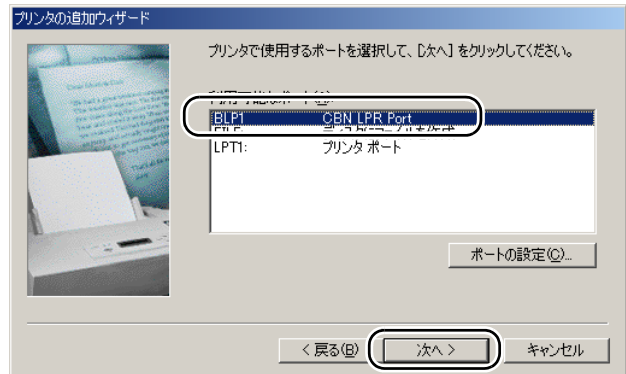 プリンタの追加ウィザード
プリンタで使用するポートを選択して、[次へ] をクリックしてください。
BLP1 CBN LPR Port
LPT1: プリンタ ポート
ポートの設定(C)...
< 戻る(B) 次へ > キャンセル